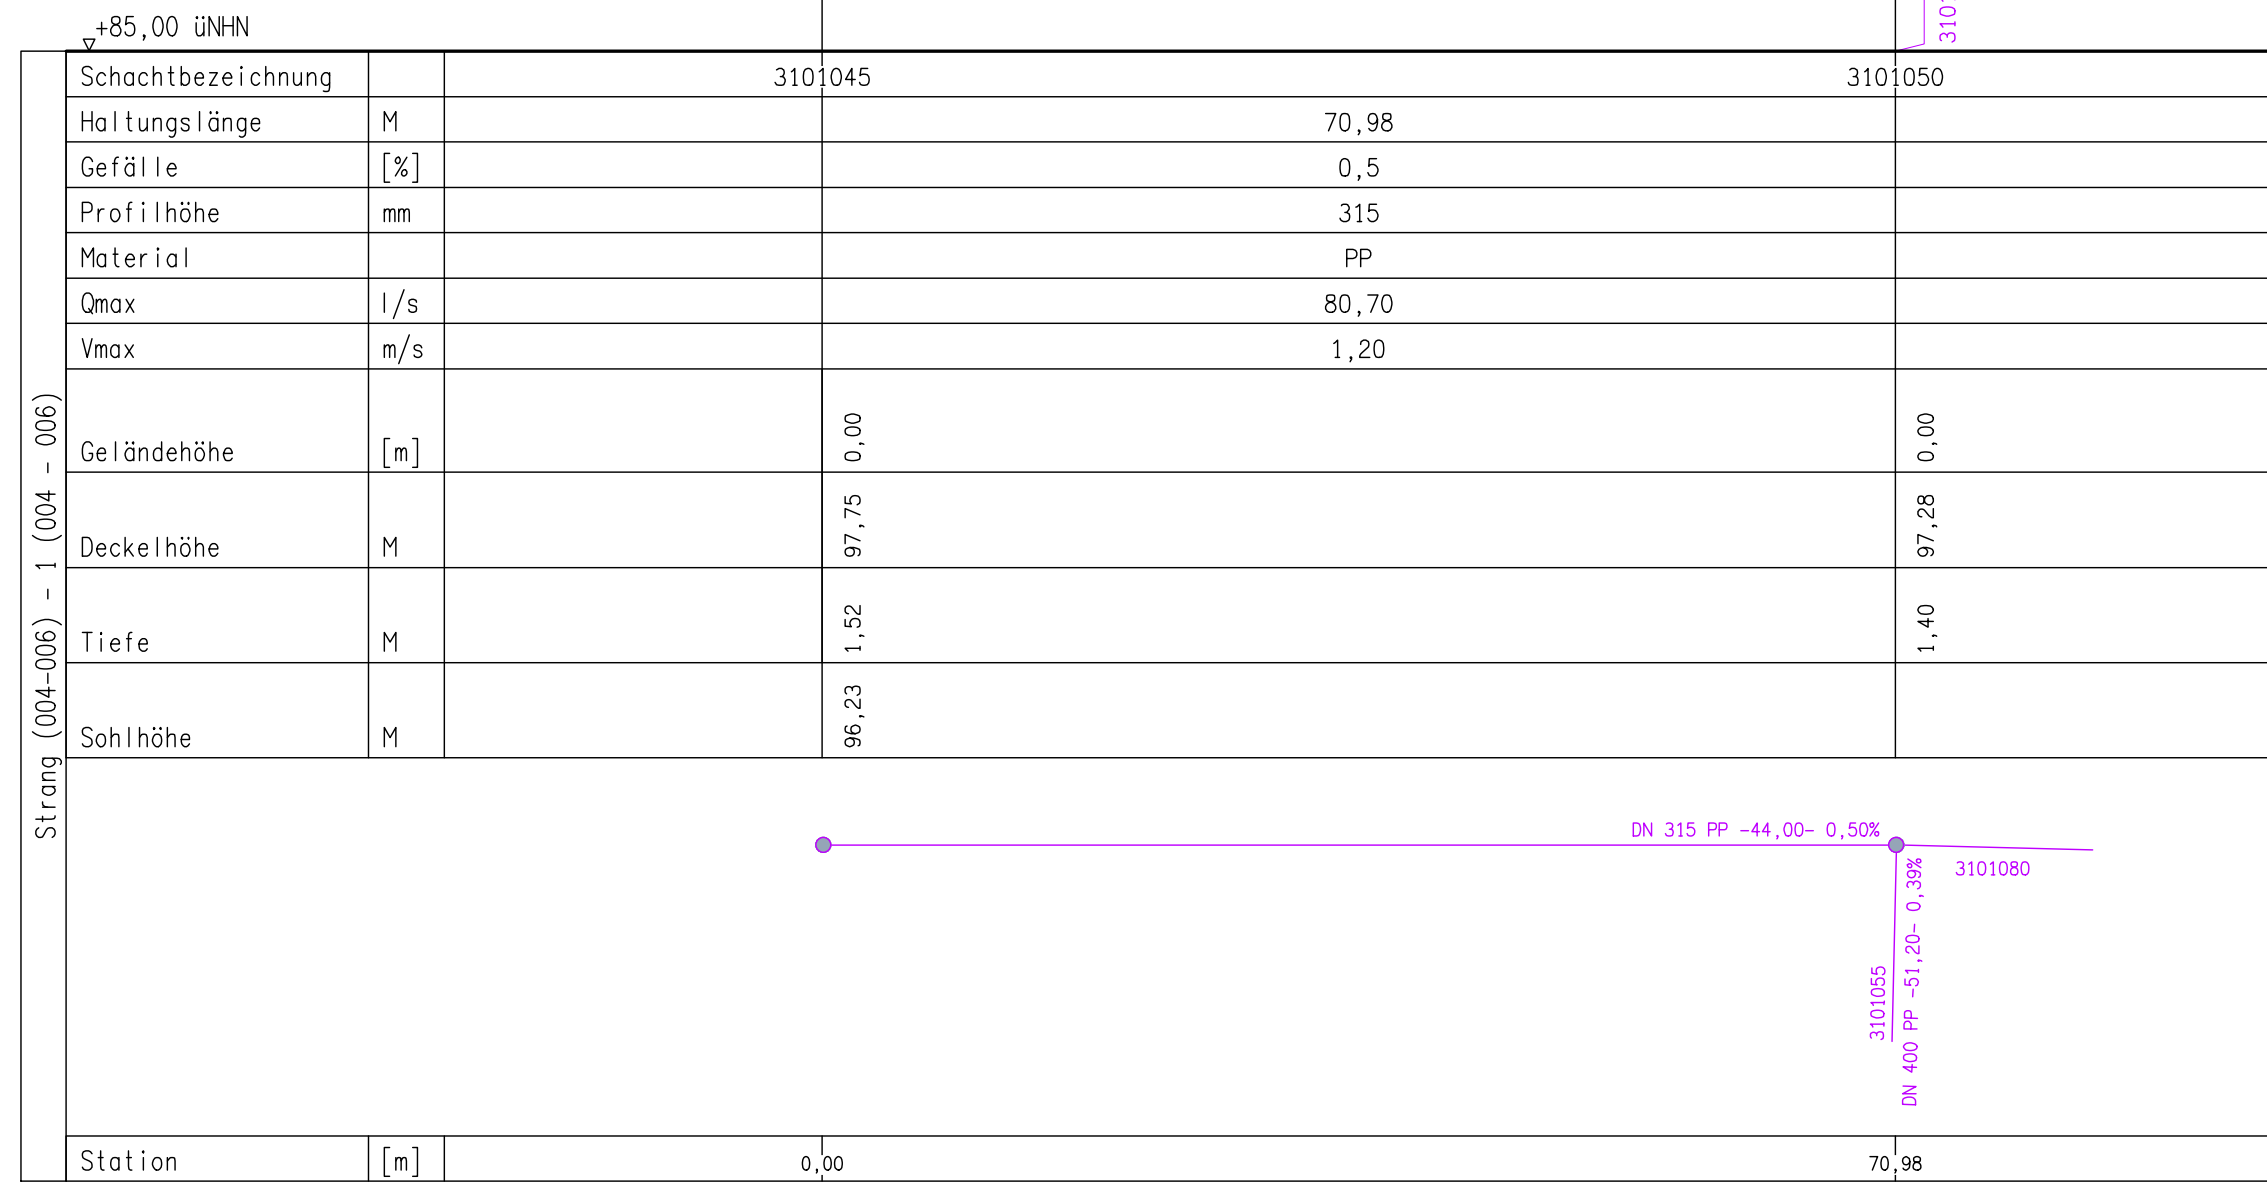 +85,00 üNHN
Schachtbezeichnung 3101045 3101050
Haltungslänge M 70,98
Gefälle [%] 0,5
Profilhöhe mm 315
Material PP
Qmax l/s 80,70
Vmax m/s 1,20
Geländehöhe [m] 0,00 0,00
Deckelhöhe M 97,75 97,28
Tiefe M 1,52 1,40
Sohlhöhe M 96,23
Strang (004-006) - 1 (004 - 006)
DN 315 PP -44,00- 0,50%
3101080
3101055
DN 400 PP -51,20- 0,39%
Station [m] 0,00 70,98